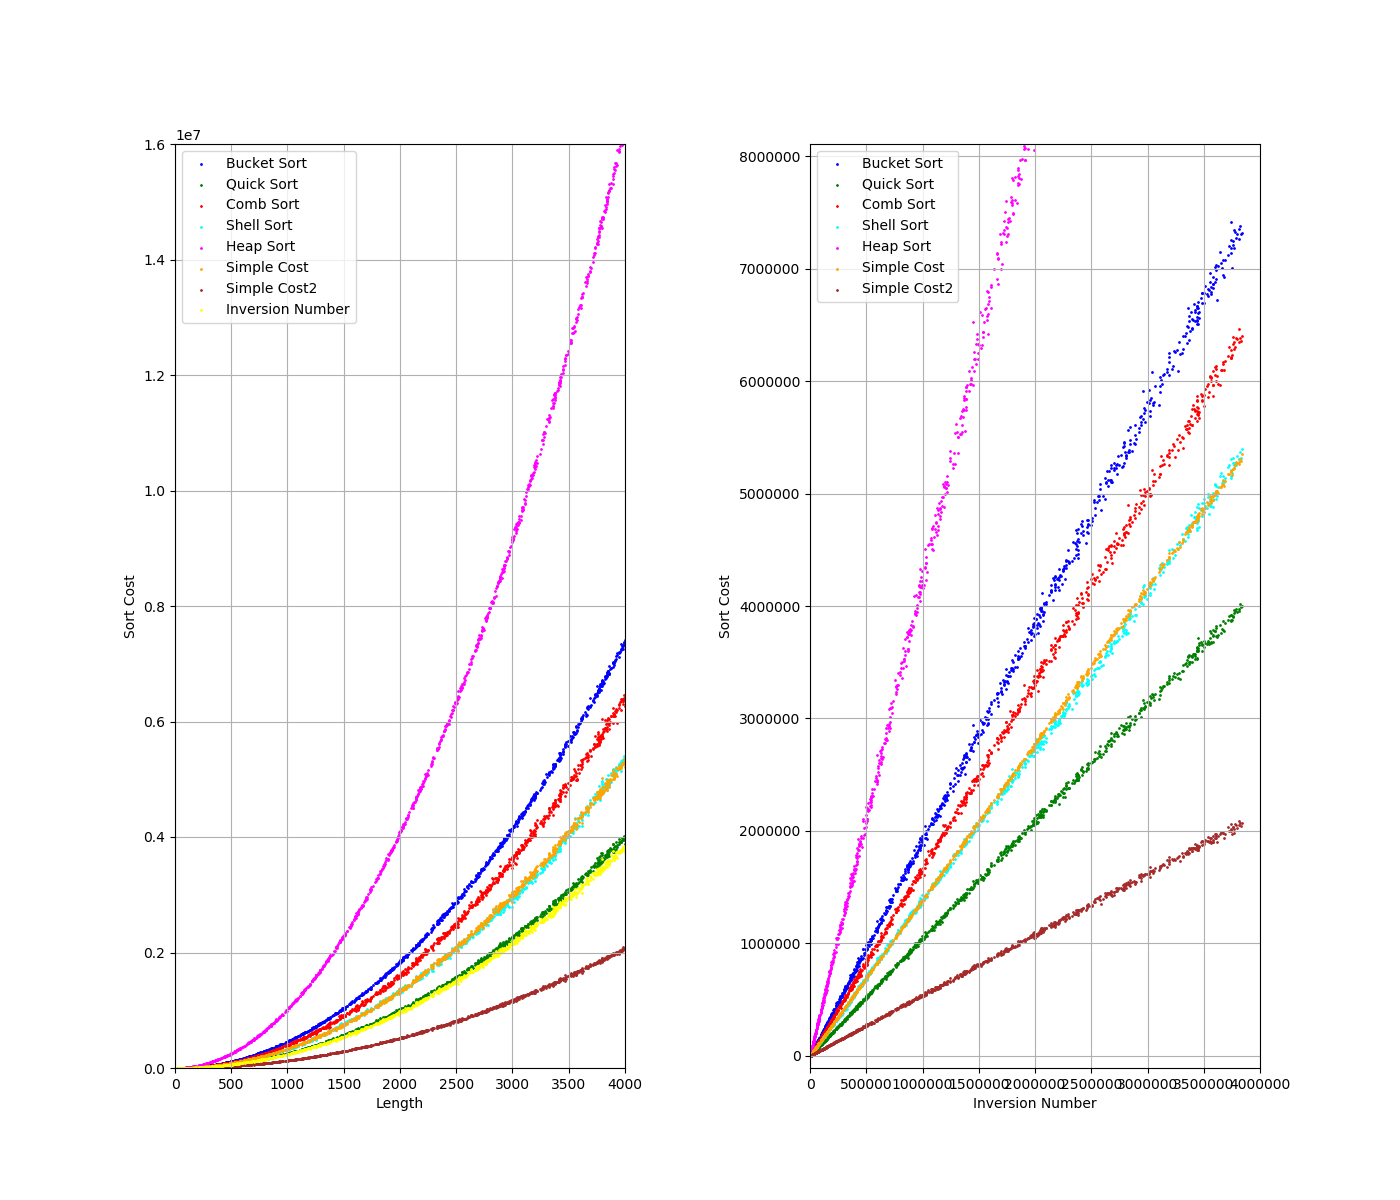 1e7
1.6
1.4
1.2
1.0
0.8
0.6
0.4
0.2
0.0
Sort Cost
Bucket Sort
Quick Sort
Comb Sort
Shell Sort
Heap Sort
Simple Cost
Simple Cost2
Inversion Number
0 500 1000 1500 2000 2500 3000 3500 4000
Length
8000000
7000000
6000000
5000000
4000000
3000000
2000000
1000000
0
Sort Cost
Bucket Sort
Quick Sort
Comb Sort
Shell Sort
Heap Sort
Simple Cost
Simple Cost2
0 500000 1000000 1500000 2000000 2500000 3000000 3500000 4000000
Inversion Number